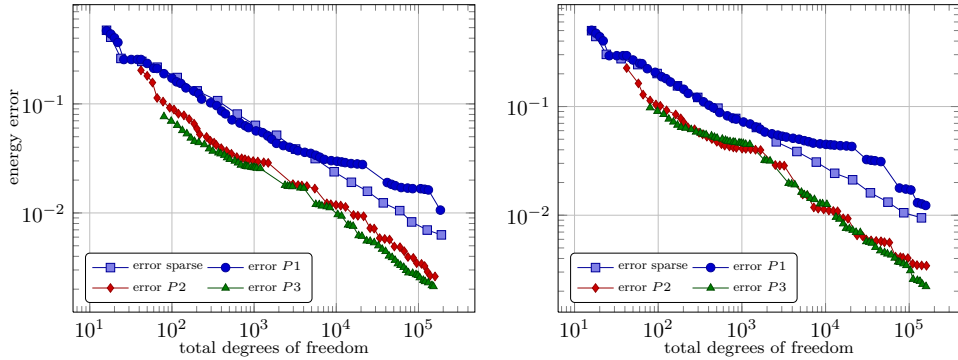 10^{-1}
10^{-2}
energy error
error sparse
error P1
error P2
error P3
10^1
10^2
10^3
10^4
10^5
total degrees of freedom
10^{-1}
10^{-2}
error sparse
error P1
error P2
error P3
10^1
10^2
10^3
10^4
10^5
total degrees of freedom